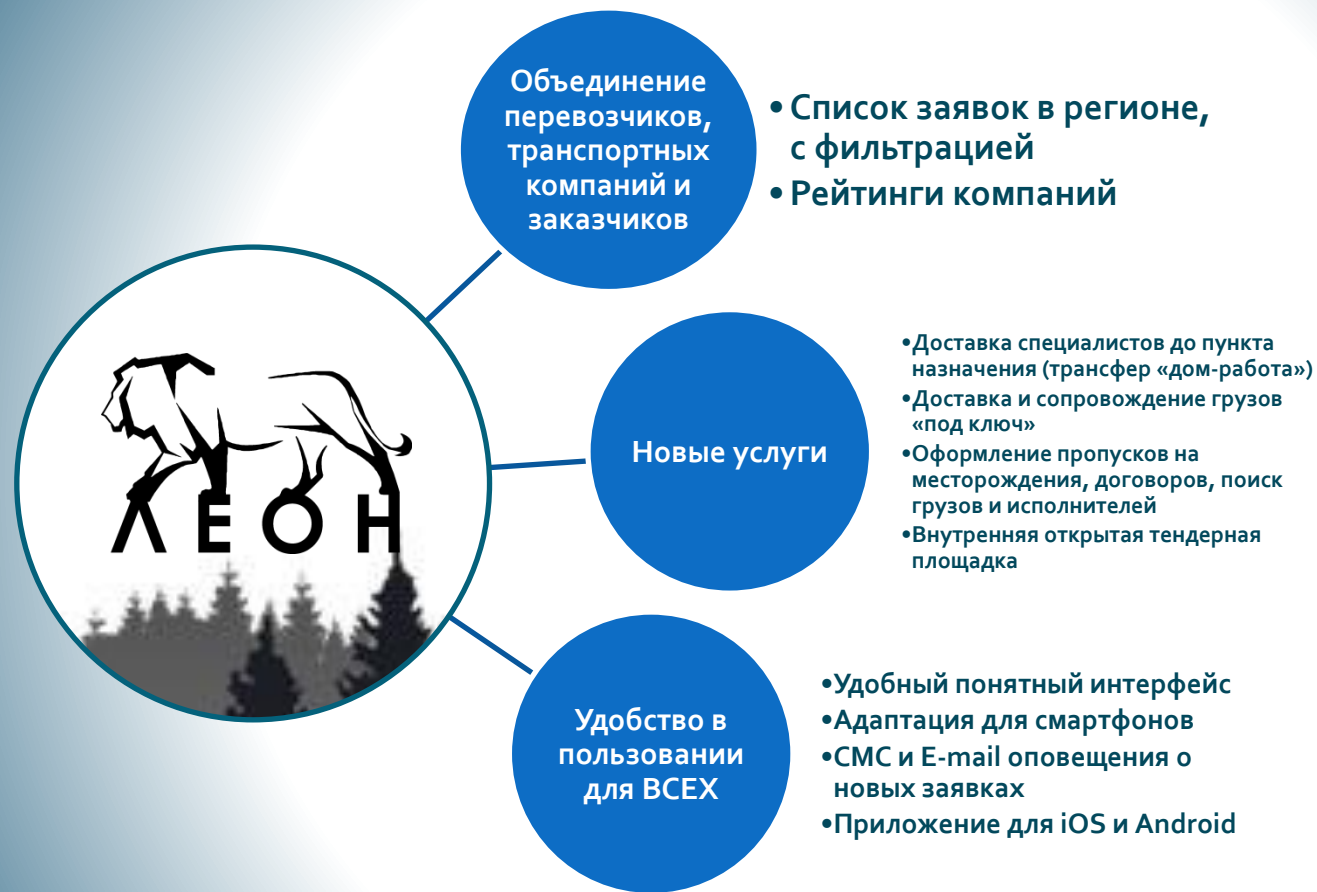 Объединение
перевозчиков,
транспортных
компаний и
заказчиков
• Список заявок в регионе,
с фильтрацией
• Рейтинги компаний
ЛЕОН
Новые услуги
•Доставка специалистов до пункта
назначения (трансфер «дом-работа»)
•Доставка и сопровождение грузов
«под ключ»
•Оформление пропусков на
месторождения, договоров, поиск
грузов и исполнителей
•Внутренняя открытая тендерная
площадка
Удобство в
пользовании
для ВСЕХ
•Удобный понятный интерфейс
•Адаптация для смартфонов
•СМС и E-mail оповещения о
новых заявках
•Приложение для iOS и Android